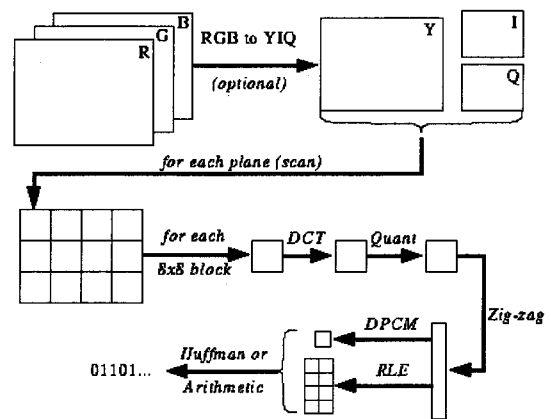 B
G
R
RGB to YIQ
(optional)
Y
I
Q
for each plane (scan)
for each
8x8 block
DCT
Quant
Zig-zag
DPCM
RLE
Huffman or
Arithmetic
01101...